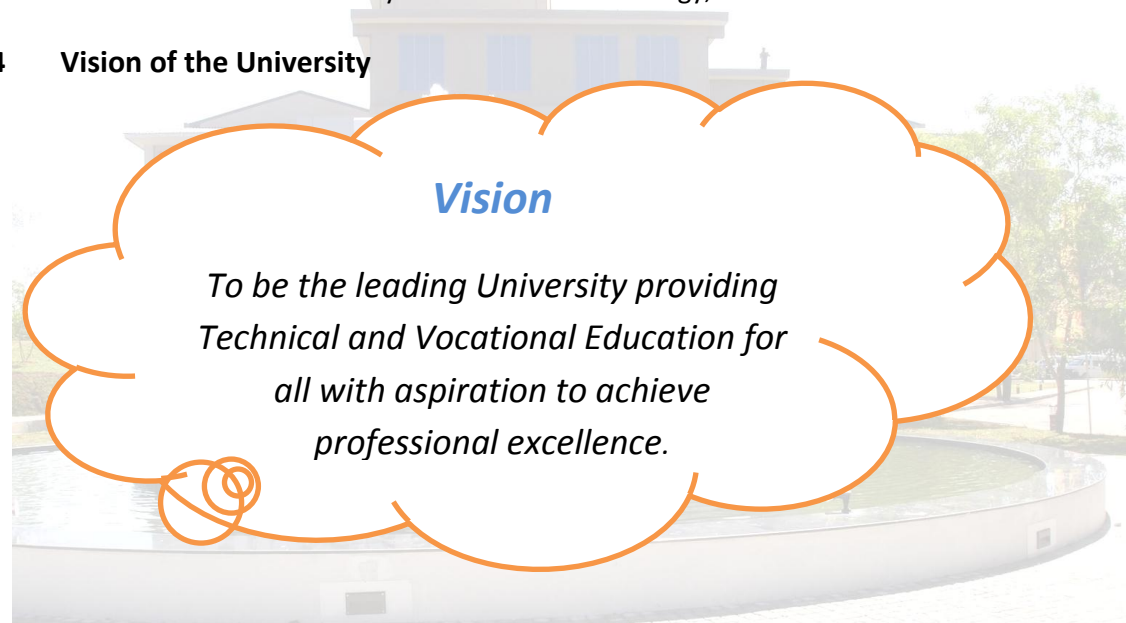 4 Vision of the University
Vision
To be the leading University providing
Technical and Vocational Education for
all with aspiration to achieve
professional excellence.